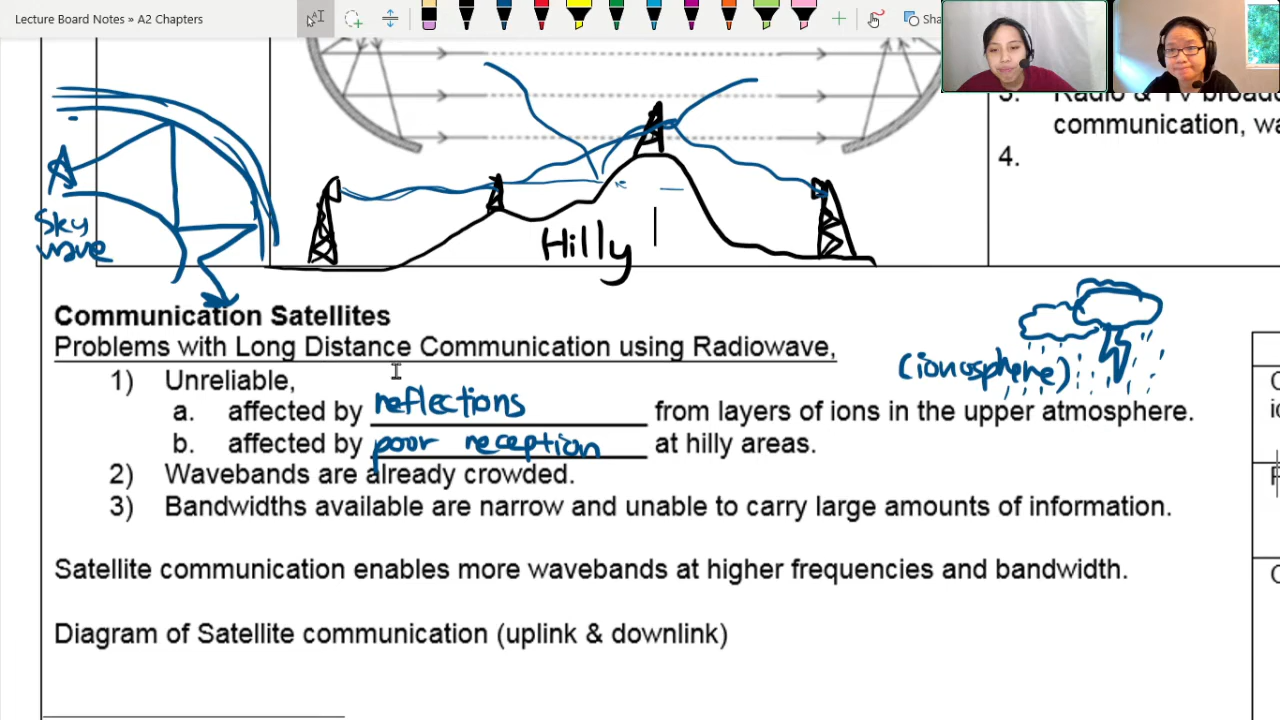 Lecture Board Notes » A2 Chapters
Sha
3. Radio & TV broadc
communication, wa
4.
Sky
wave
Hilly
Communication Satellites
Problems with Long Distance Communication using Radiowave,
(ionosphere)
1) Unreliable,
a. affected by reflections from layers of ions in the upper atmosphere.
b. affected by poor reception at hilly areas.
2) Wavebands are already crowded.
3) Bandwidths available are narrow and unable to carry large amounts of information.
Satellite communication enables more wavebands at higher frequencies and bandwidth.
Diagram of Satellite communication (uplink & downlink)